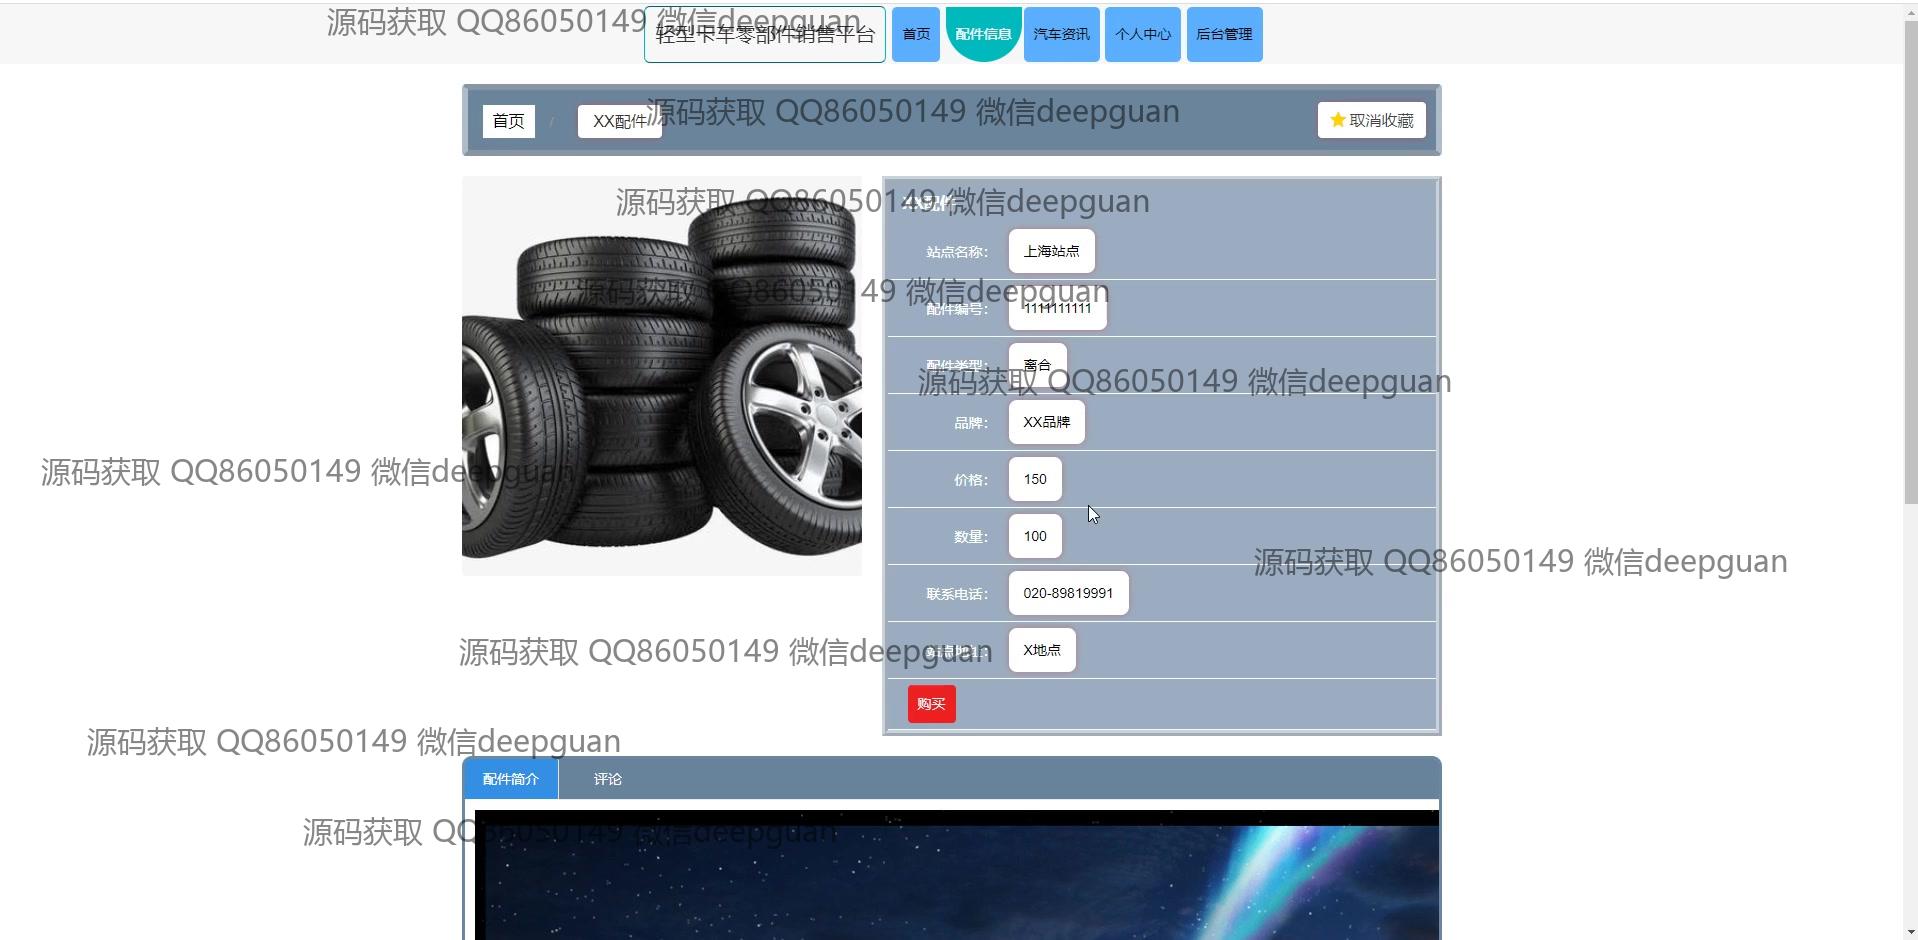 源码获取 QQ86050149 微信deepguan
轻型卡车零部件销售平台
首页
配件信息
汽车资讯
个人中心
后台管理
首页 / XX配件
源码获取 QQ86050149 微信deepguan
取消收藏
源码获取 QQ86050149 微信deepguan
XX配件
站点名称： 上海站点
源码获取 QQ86050149 微信deepguan
配件编号： 1111111111
配件类型： 离合
源码获取 QQ86050149 微信deepguan
品牌： XX品牌
源码获取 QQ86050149 微信deepguan
价格： 150
数量： 100
源码获取 QQ86050149 微信deepguan
联系电话： 020-89819991
源码获取 QQ86050149 微信deepguan
站点地址： X地点
购买
源码获取 QQ86050149 微信deepguan
配件简介
评论
源码获取 QQ86050149 微信deepguan